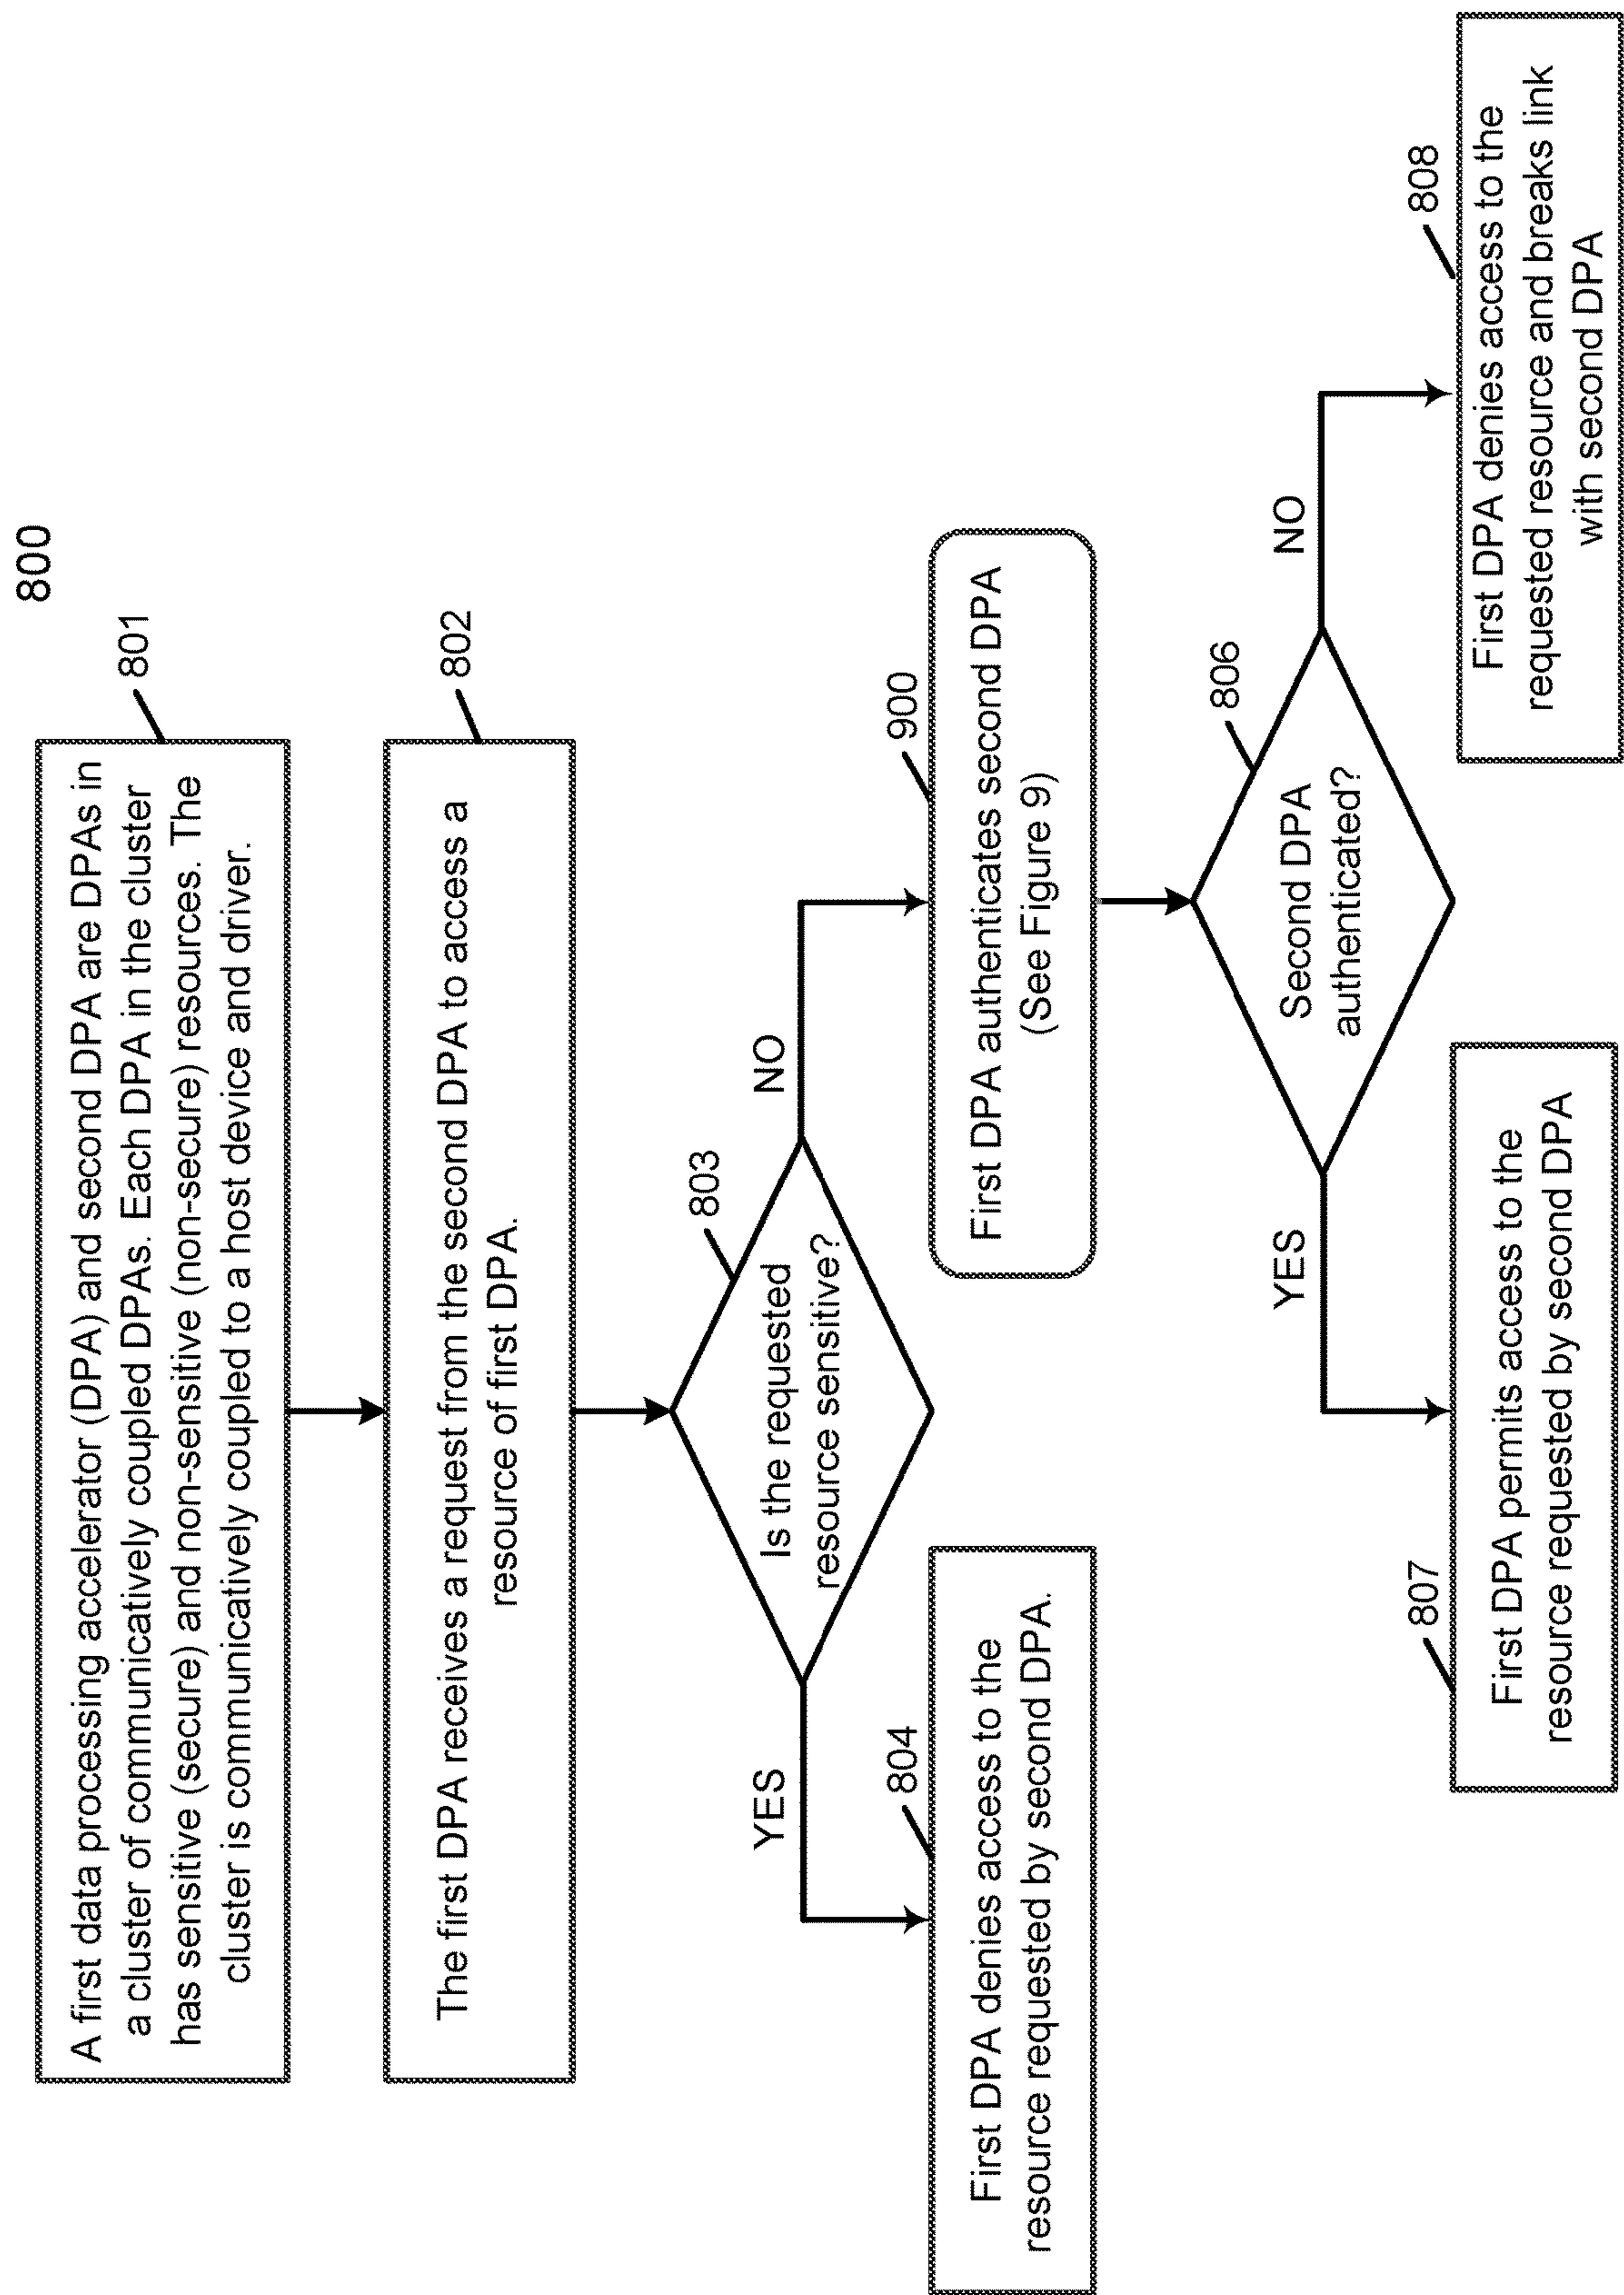 800
801
A first data processing accelerator (DPA) and second DPA are DPAs in
a cluster of communicatively coupled DPAs. Each DPA in the cluster
has sensitive (secure) and non-sensitive (non-secure) resources. The
cluster is communicatively coupled to a host device and driver.
802
The first DPA receives a request from the second DPA to access a
resource of first DPA.
803
Is the requested
resource sensitive?
YES
NO
804
First DPA denies access to the
resource requested by second DPA.
900
First DPA authenticates second DPA
(See Figure 9)
806
Second DPA
authenticated?
YES
NO
807
First DPA permits access to the
resource requested by second DPA
808
First DPA denies access to the
requested resource and breaks link
with second DPA